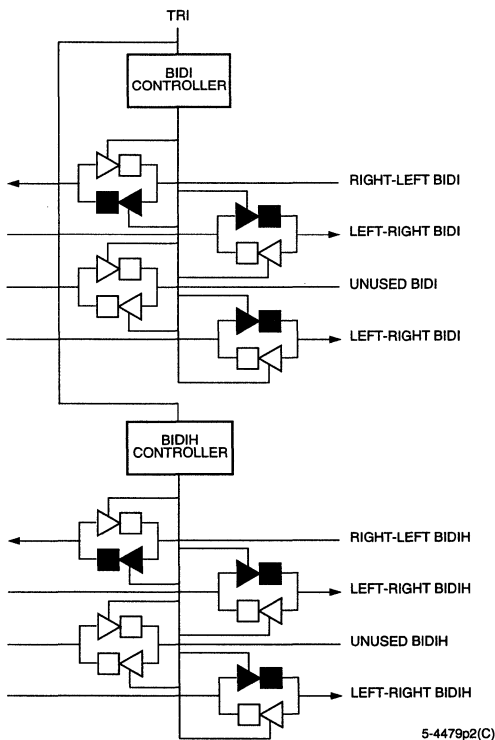 TRI
BIDI
CONTROLLER
RIGHT-LEFT BIDI
LEFT-RIGHT BIDI
UNUSED BIDI
LEFT-RIGHT BIDI
BIDIH
CONTROLLER
RIGHT-LEFT BIDIH
LEFT-RIGHT BIDIH
UNUSED BIDIH
LEFT-RIGHT BIDIH
5-4479p2(C)